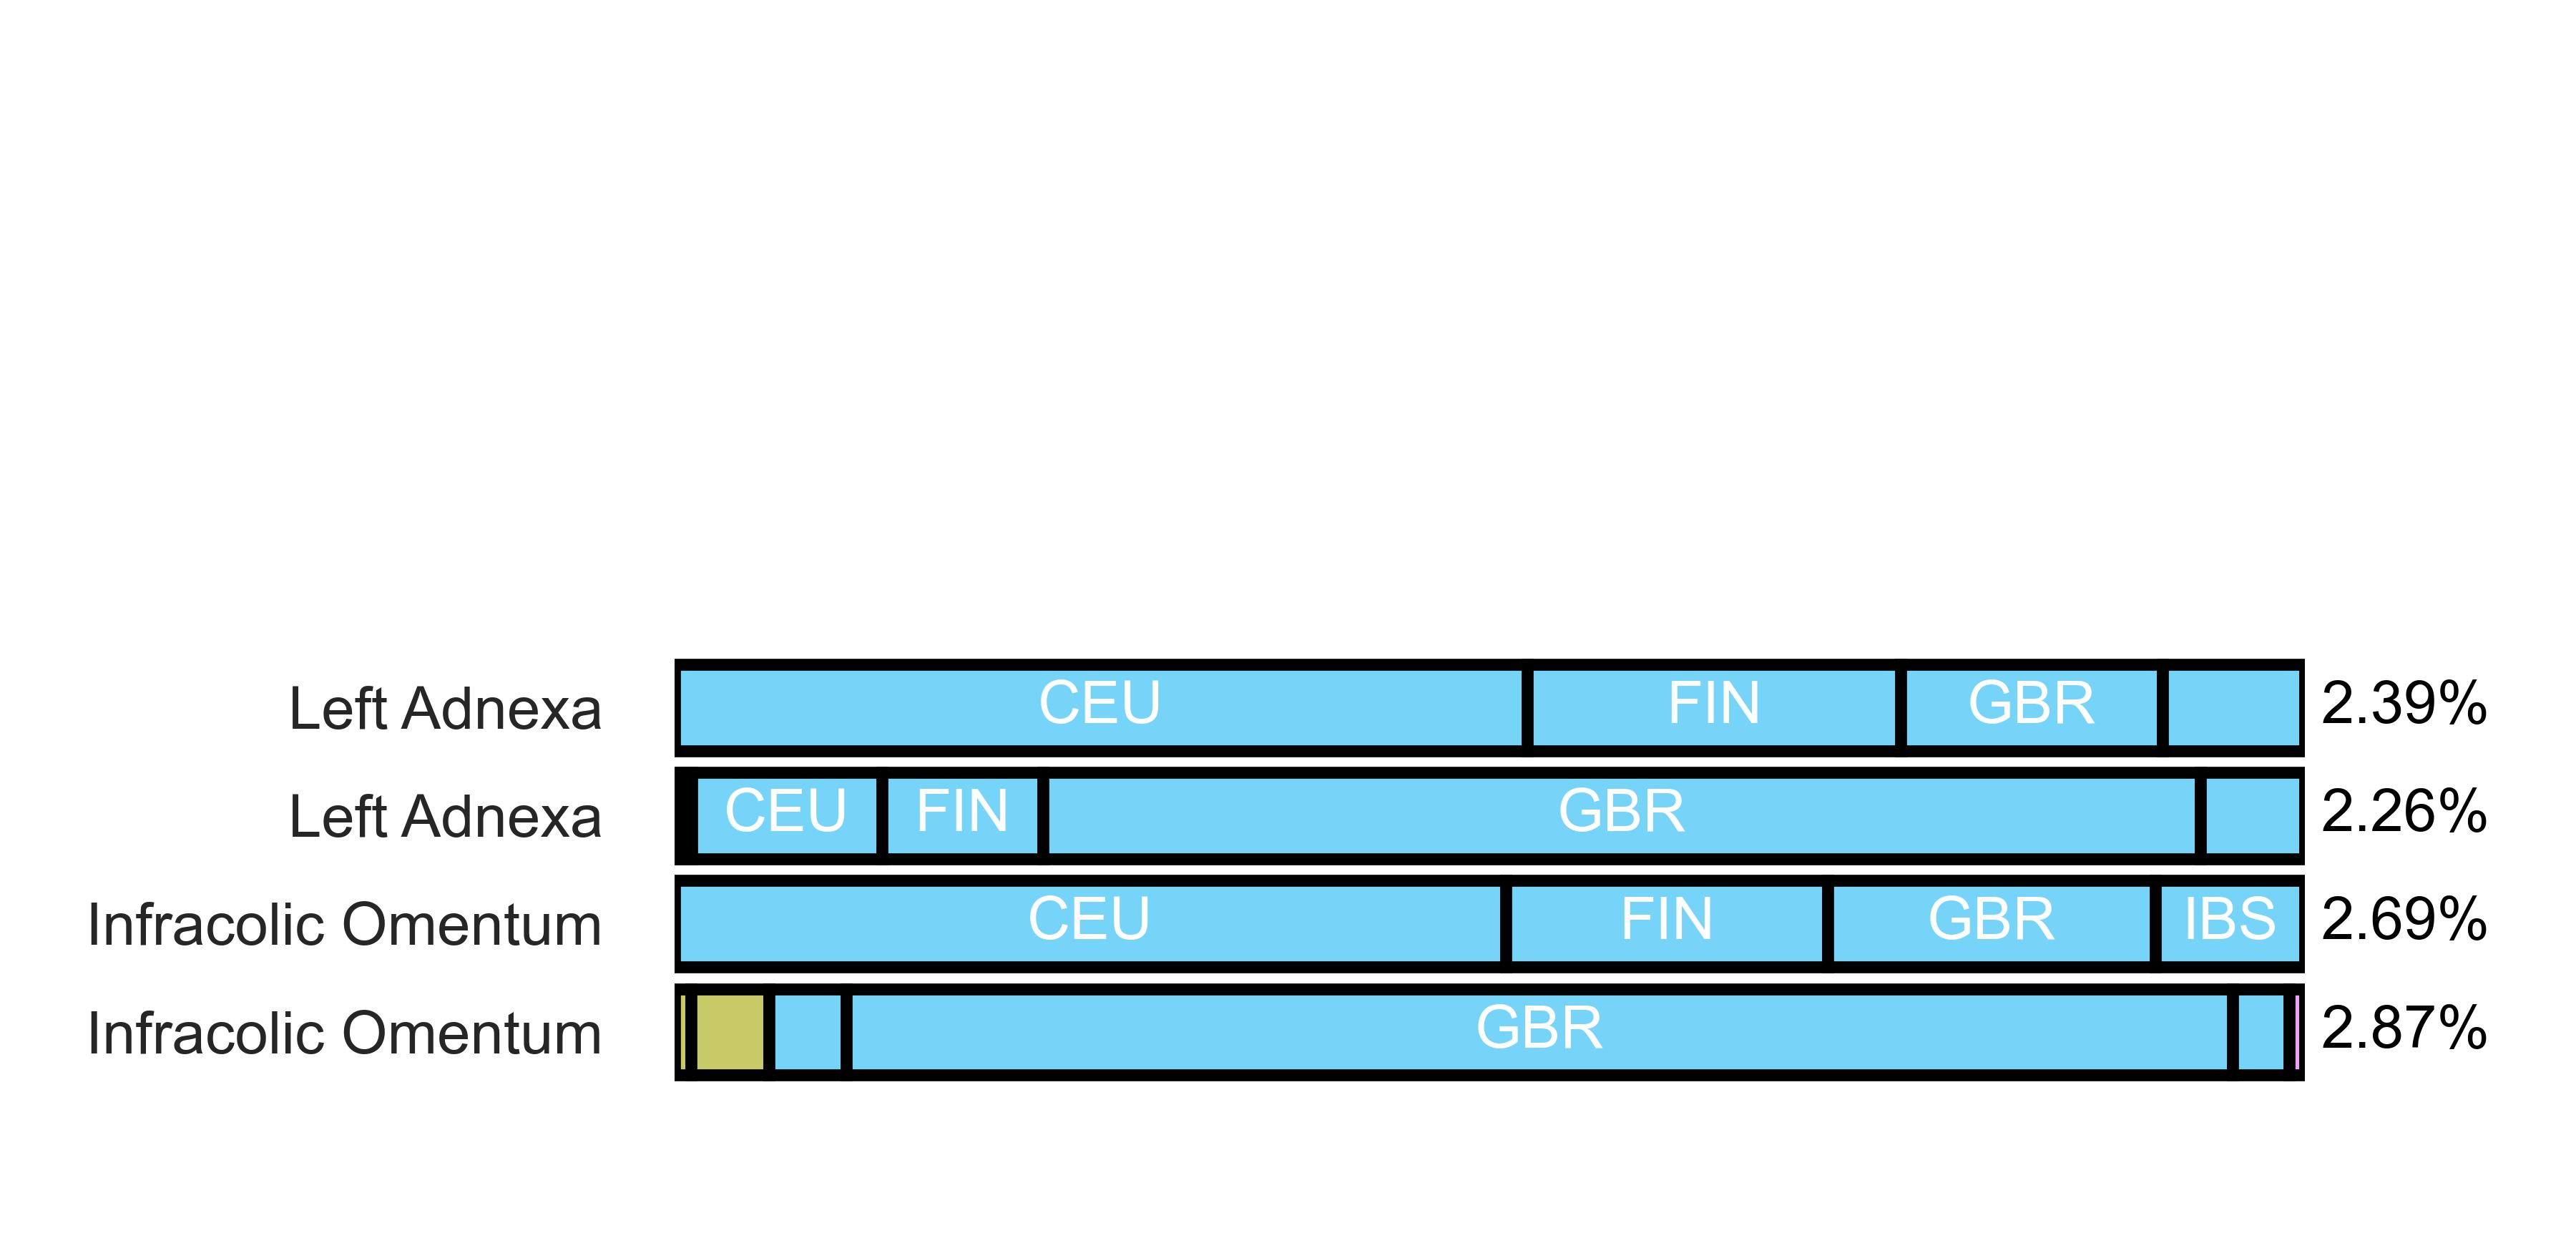 Left Adnexa CEU FIN GBR 2.39%
Left Adnexa CEU FIN GBR 2.26%
Infracolic Omentum CEU FIN GBR IBS 2.69%
Infracolic Omentum GBR 2.87%